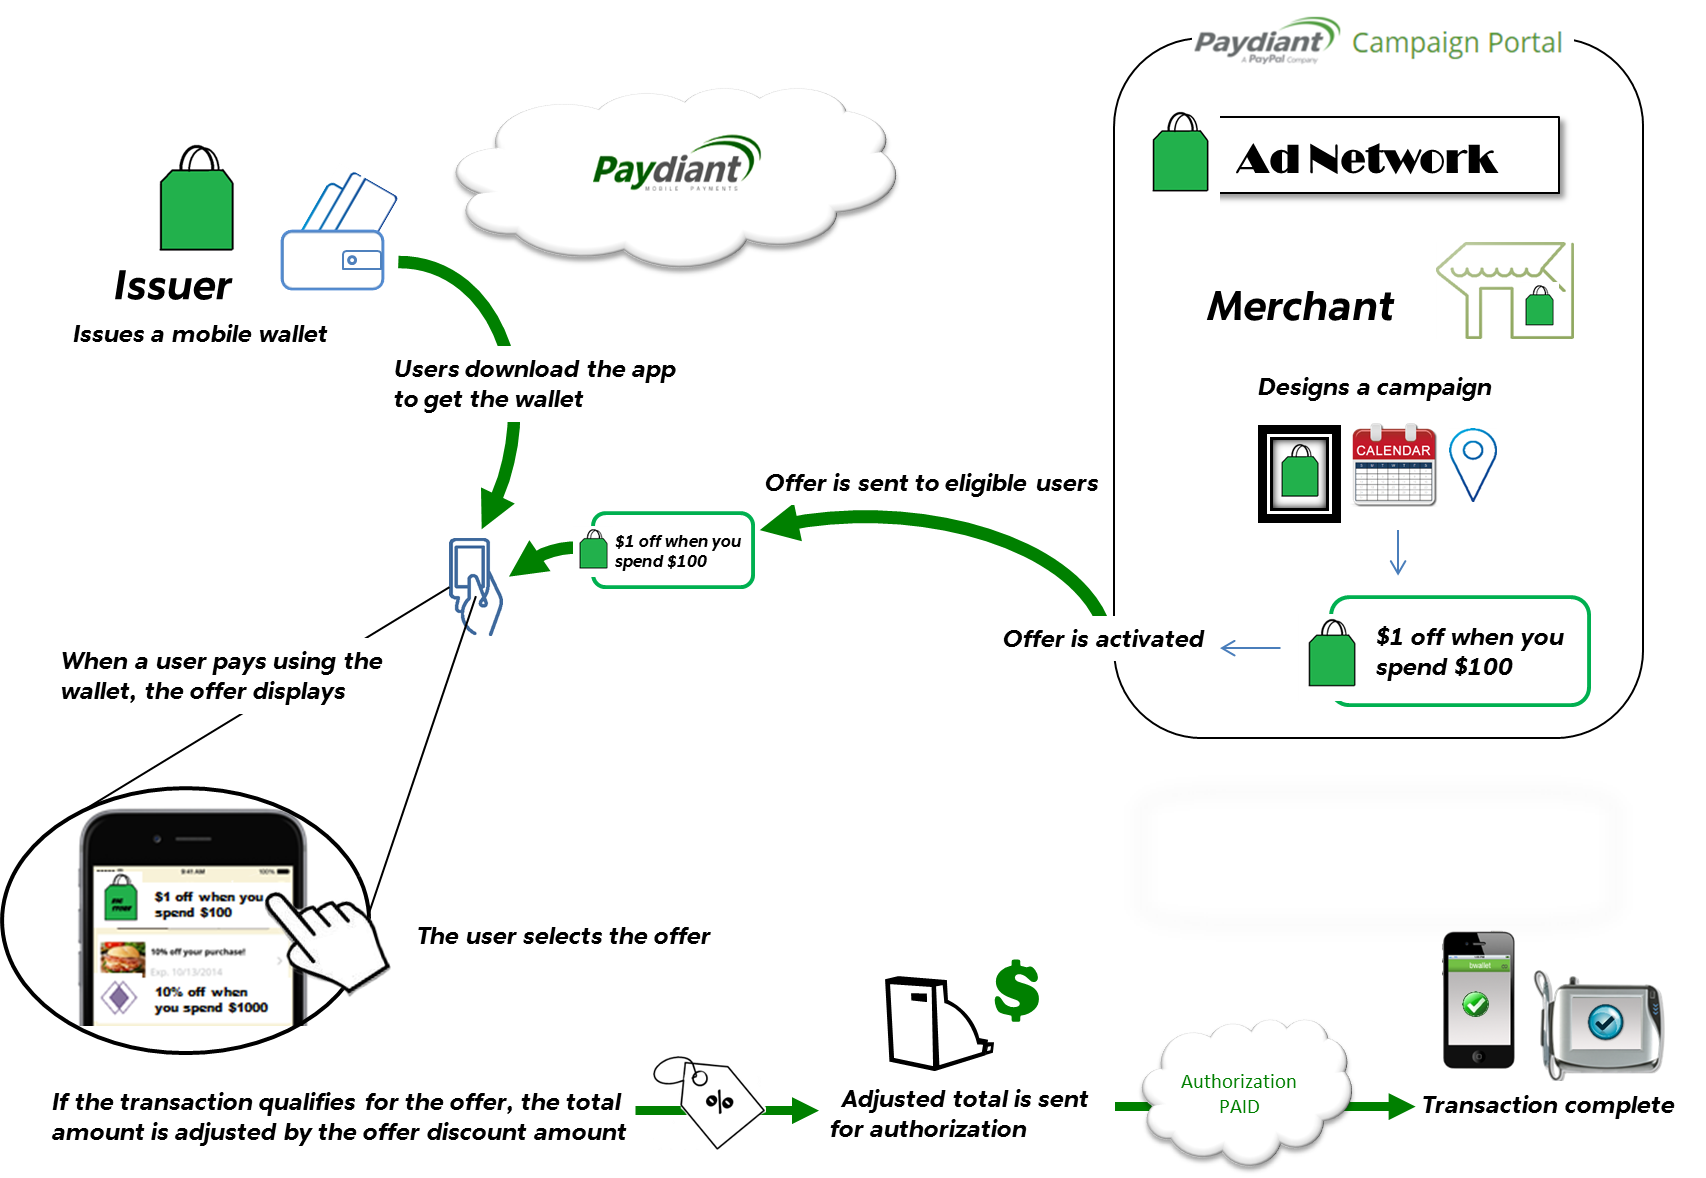 Paydiant
A PayPal Company
Campaign Portal
Paydiant
MOBILE PAYMENTS
Ad Network
Issuer
Issues a mobile wallet
Merchant
Users download the app
to get the wallet
Designs a campaign
CALENDAR
Offer is sent to eligible users
$1 off when you
spend $100
Offer is activated
$1 off when you
spend $100
When a user pays using the
wallet, the offer displays
9:41 AM
100%
$1 off when you
spend $100
10% off your purchase!
Exp. 10/13/2014
10% off when
you spend $1000
The user selects the offer
$
bwallet
If the transaction qualifies for the offer, the total
amount is adjusted by the offer discount amount
%
Adjusted total is sent
for authorization
Authorization
PAID
Transaction complete